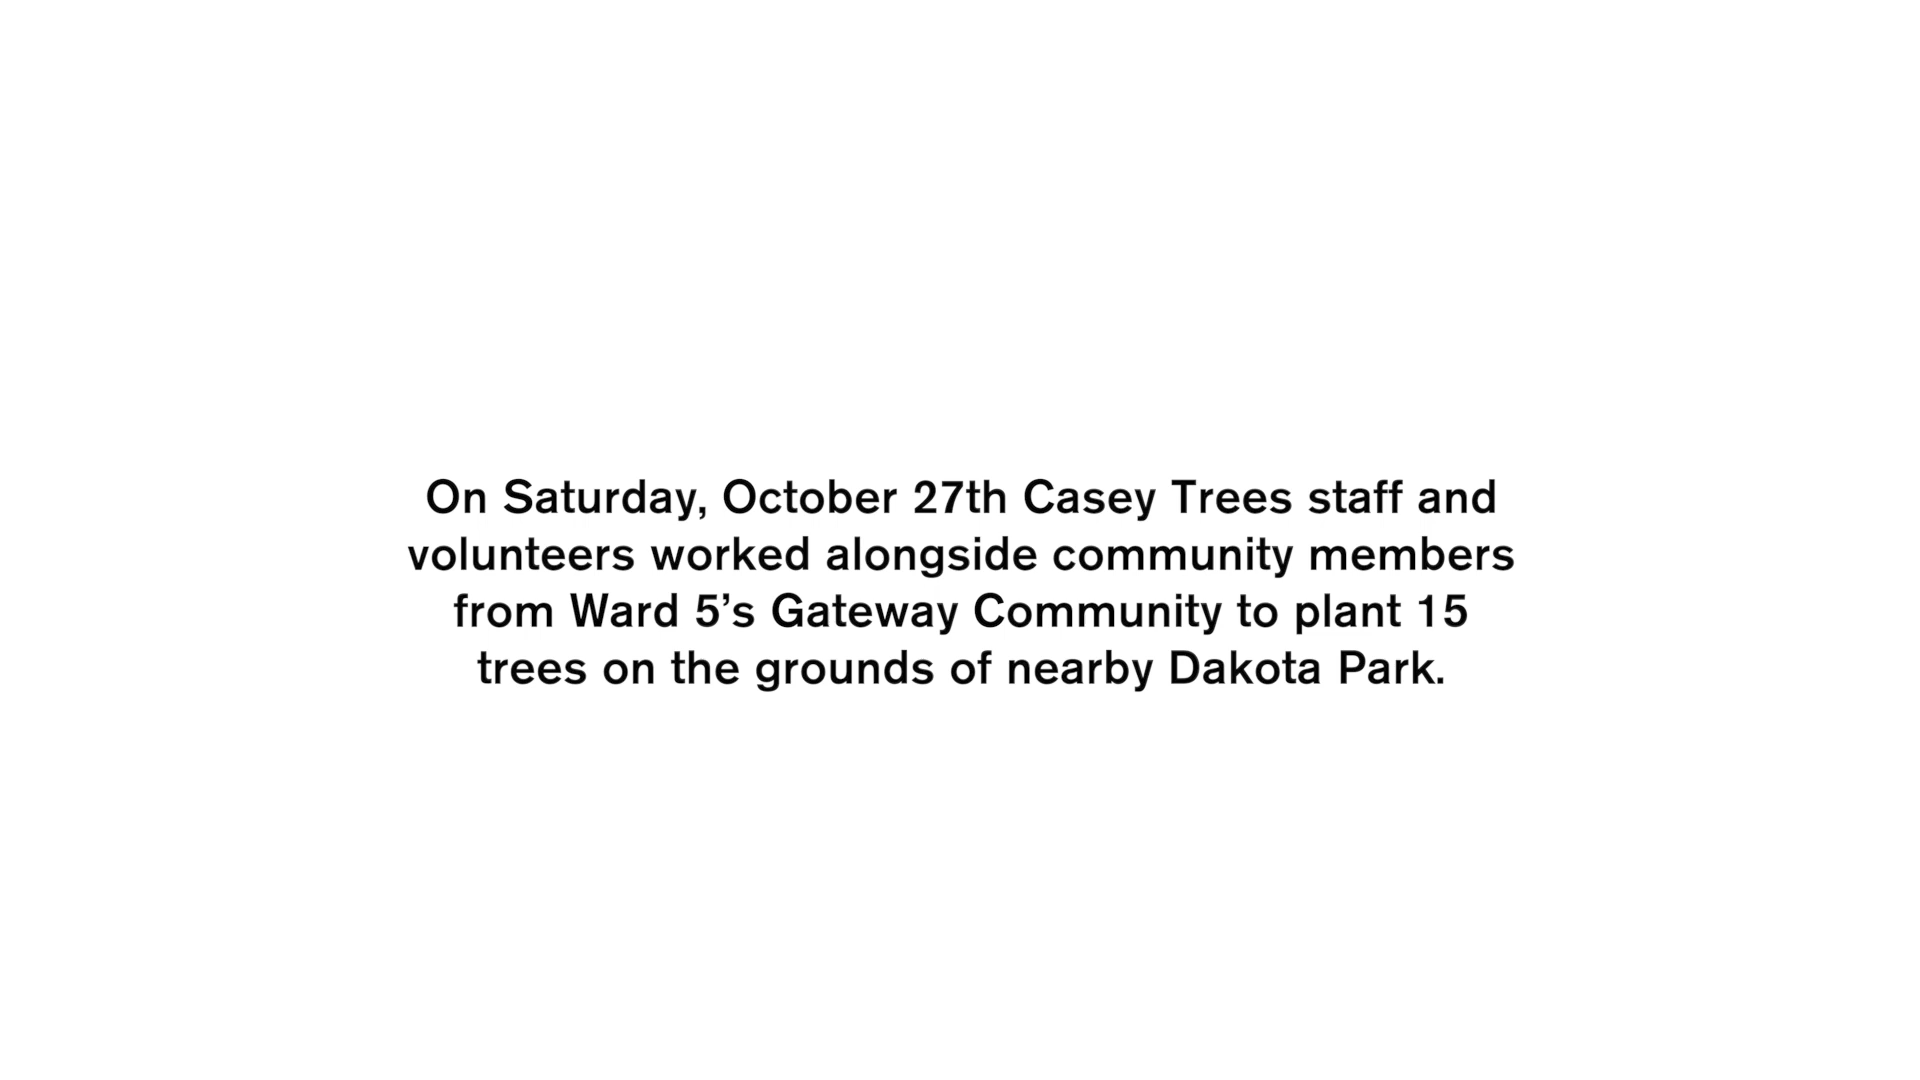 On Saturday, October 27th Casey Trees staff and
volunteers worked alongside community members
from Ward 5’s Gateway Community to plant 15
trees on the grounds of nearby Dakota Park.